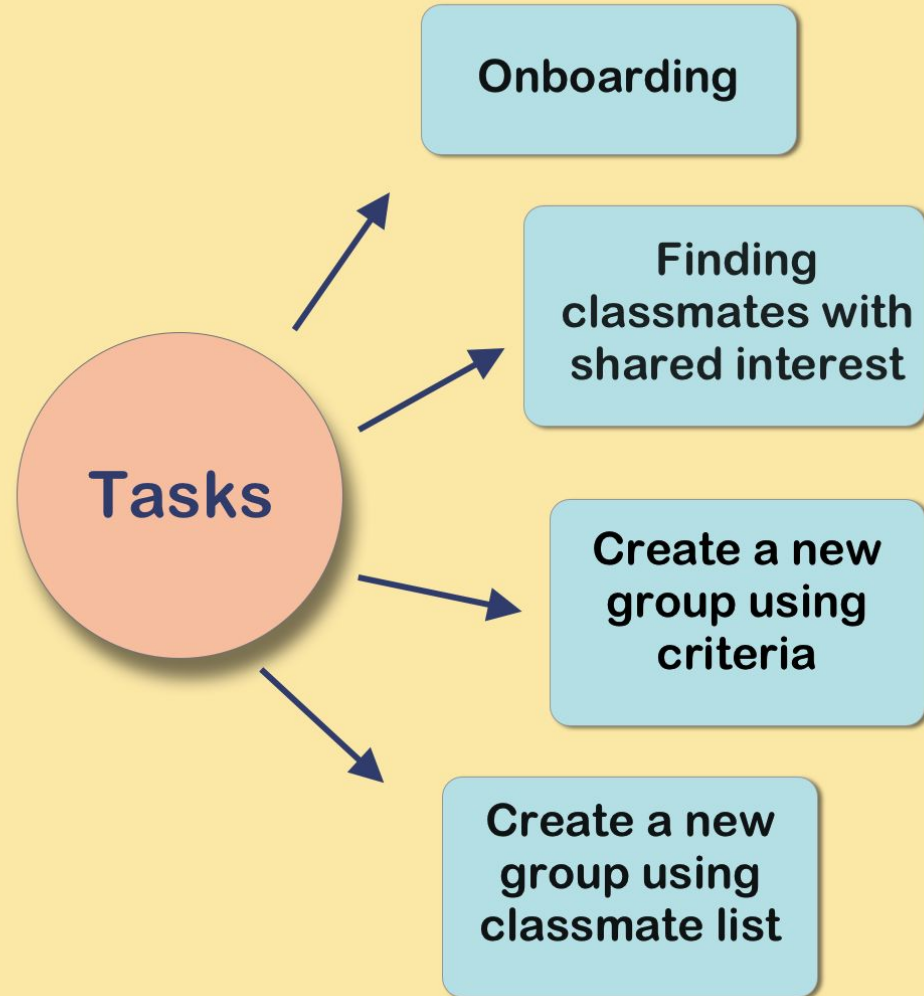 Onboarding
Finding
classmates with
shared interest
Tasks
Create a new
group using
criteria
Create a new
group using
classmate list